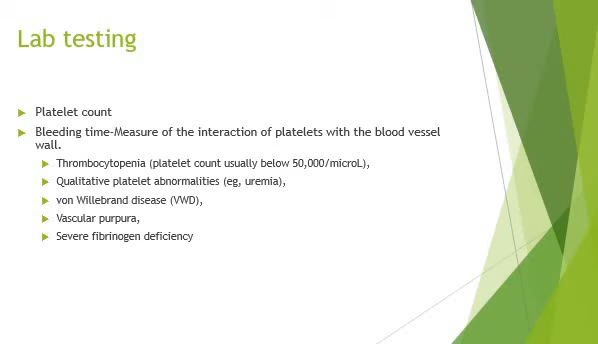 Lab testing
Platelet count
Bleeding time-Measure of the interaction of platelets with the blood vessel
wall.
Thrombocytopenia (platelet count usually below 50,000/microL),
Qualitative platelet abnormalities (eg, uremia),
von Willebrand disease (VWD),
Vascular purpura,
Severe fibrinogen deficiency